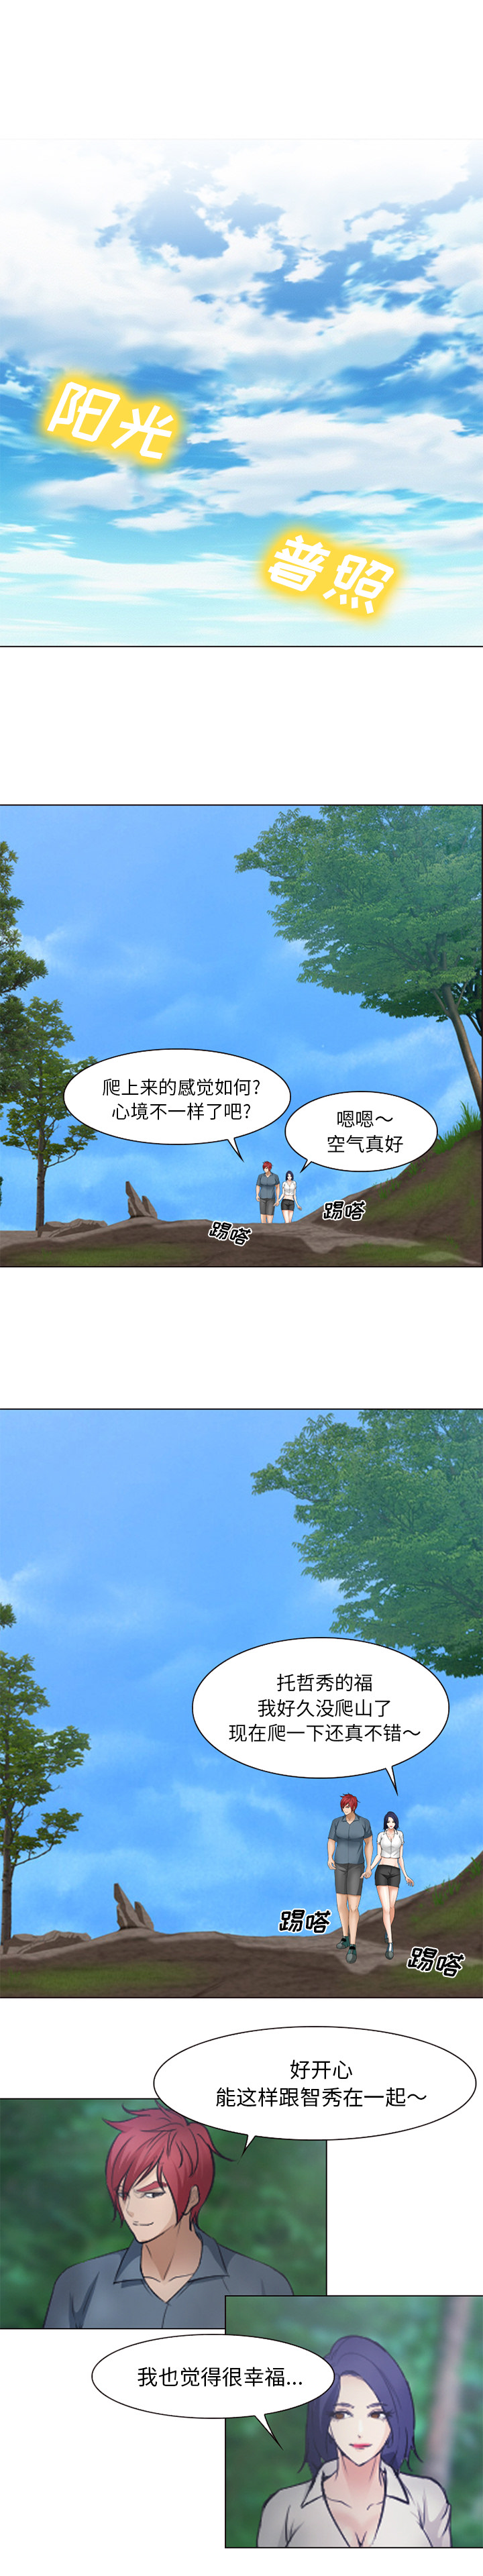 阳光
普照
爬上来的感觉如何?
心境不一样了吧?
嗯嗯～
空气真好
踢嗒
踢嗒
托哲秀的福
我好久没爬山了
现在爬一下还真不错～
踢嗒
踢嗒
好开心
能这样跟智秀在一起～
我也觉得很幸福...